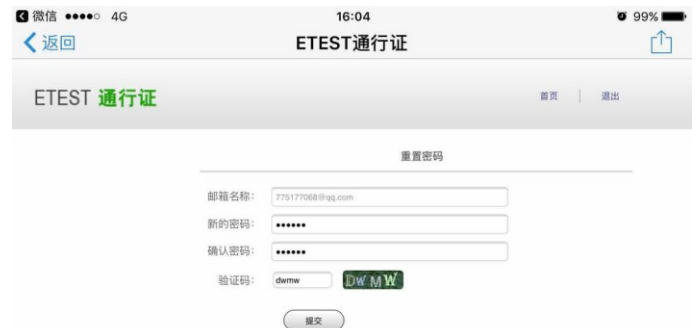 微信 4G 16:04 99%
返回 ETEST通行证
ETEST 通行证 首页 | 退出
重置密码
邮箱名称: 775177068@qq.com
新的密码: ••••••
确认密码: ••••••
验证码: dwmw DWMW
提交